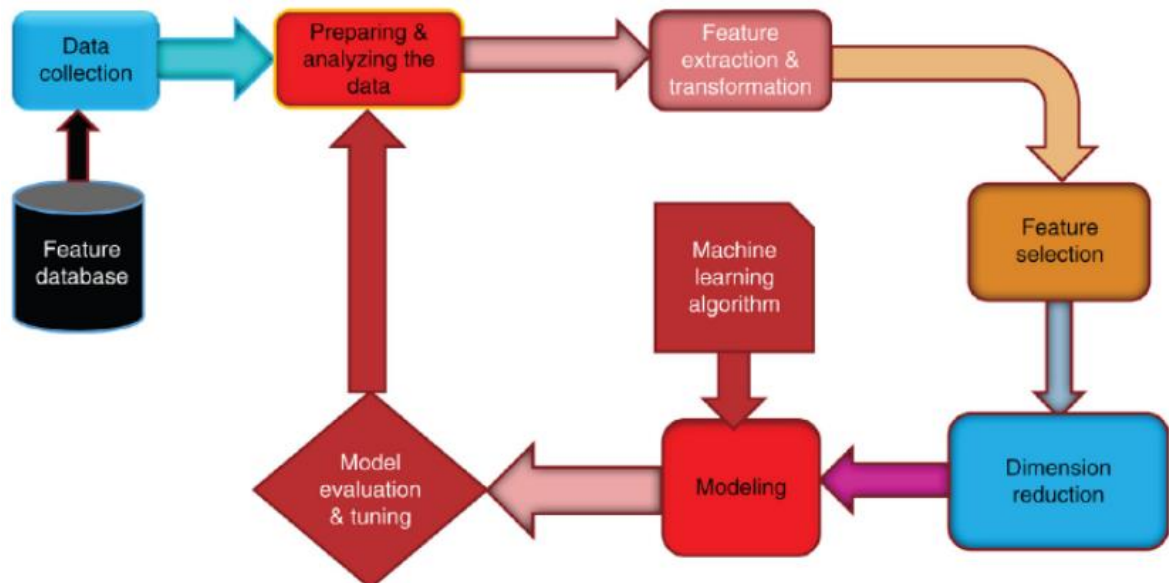 Data
collection
Preparing &
analyzing the
data
Feature
extraction &
transformation
Feature
database
Feature
selection
Machine
learning
algorithm
Model
evaluation
& tuning
Modeling
Dimension
reduction